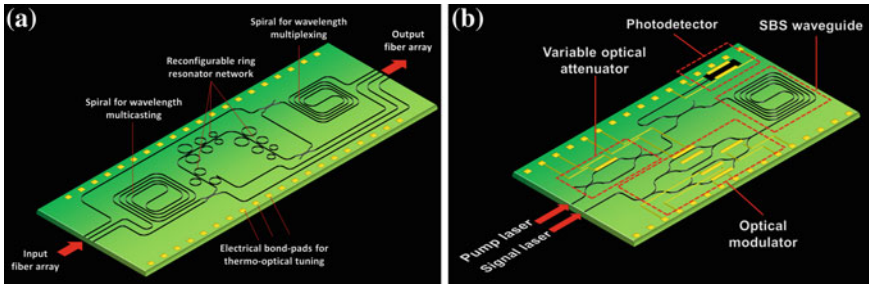 (a)
Spiral for wavelength
multiplexing
Output
fiber array
Reconfigurable ring
resonator network
Spiral for wavelength
multicasting
Input
fiber array
Electrical bond-pads for
thermo-optical tuning
(b)
Photodetector
SBS waveguide
Variable optical
attenuator
Pump laser
Signal laser
Optical
modulator